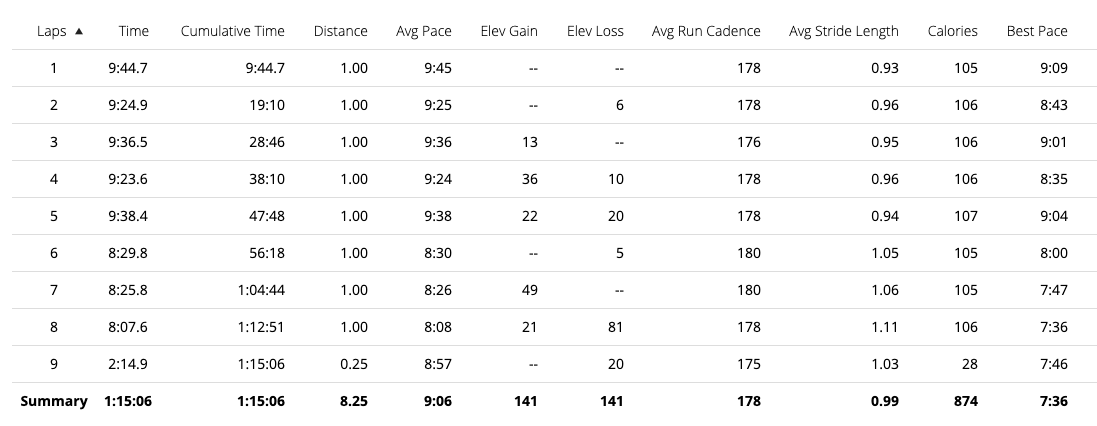 Laps ▲ Time Cumulative Time Distance Avg Pace Elev Gain Elev Loss Avg Run Cadence Avg Stride Length Calories Best Pace
1 9:44.7 9:44.7 1.00 9:45 -- -- 178 0.93 105 9:09
2 9:24.9 19:10 1.00 9:25 -- 6 178 0.96 106 8:43
3 9:36.5 28:46 1.00 9:36 13 -- 176 0.95 106 9:01
4 9:23.6 38:10 1.00 9:24 36 10 178 0.96 106 8:35
5 9:38.4 47:48 1.00 9:38 22 20 178 0.94 107 9:04
6 8:29.8 56:18 1.00 8:30 -- 5 180 1.05 105 8:00
7 8:25.8 1:04:44 1.00 8:26 49 -- 180 1.06 105 7:47
8 8:07.6 1:12:51 1.00 8:08 21 81 178 1.11 106 7:36
9 2:14.9 1:15:06 0.25 8:57 -- 20 175 1.03 28 7:46
Summary 1:15:06 1:15:06 8.25 9:06 141 141 178 0.99 874 7:36